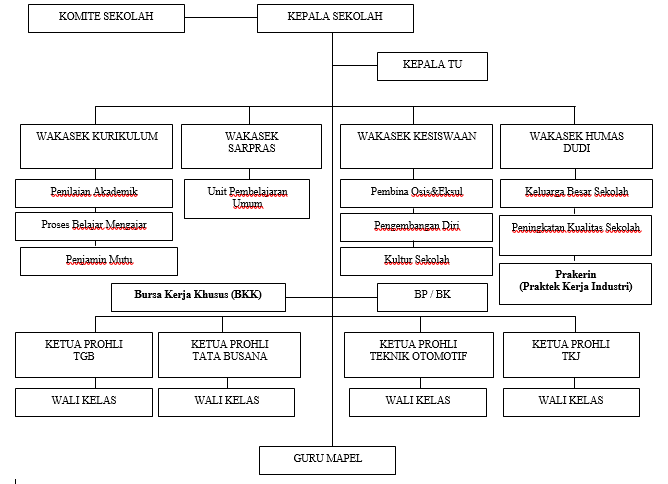 KOMITE SEKOLAH
KEPALA SEKOLAH
KEPALA TU
WAKASEK KURIKULUM
WAKASEK
SARPRAS
WAKASEK KESISWAAN
WAKASEK HUMAS
DUDI
Penilaian Akademik
Unit Pembelajaran
Umum
Pembina Osis&Eksul
Keluarga Besar Sekolah
Proses Belajar Mengajar
Pengembangan Diri
Peningkatan Kualitas Sekolah
Penjamin Mutu
Kultur Sekolah
Prakerin
(Praktek Kerja Industri)
Bursa Kerja Khusus (BKK)
BP / BK
KETUA PROHLI
TGB
KETUA PROHLI
TATA BUSANA
KETUA PROHLI
TEKNIK OTOMOTIF
KETUA PROHLI
TKJ
WALI KELAS
WALI KELAS
WALI KELAS
WALI KELAS
GURU MAPEL